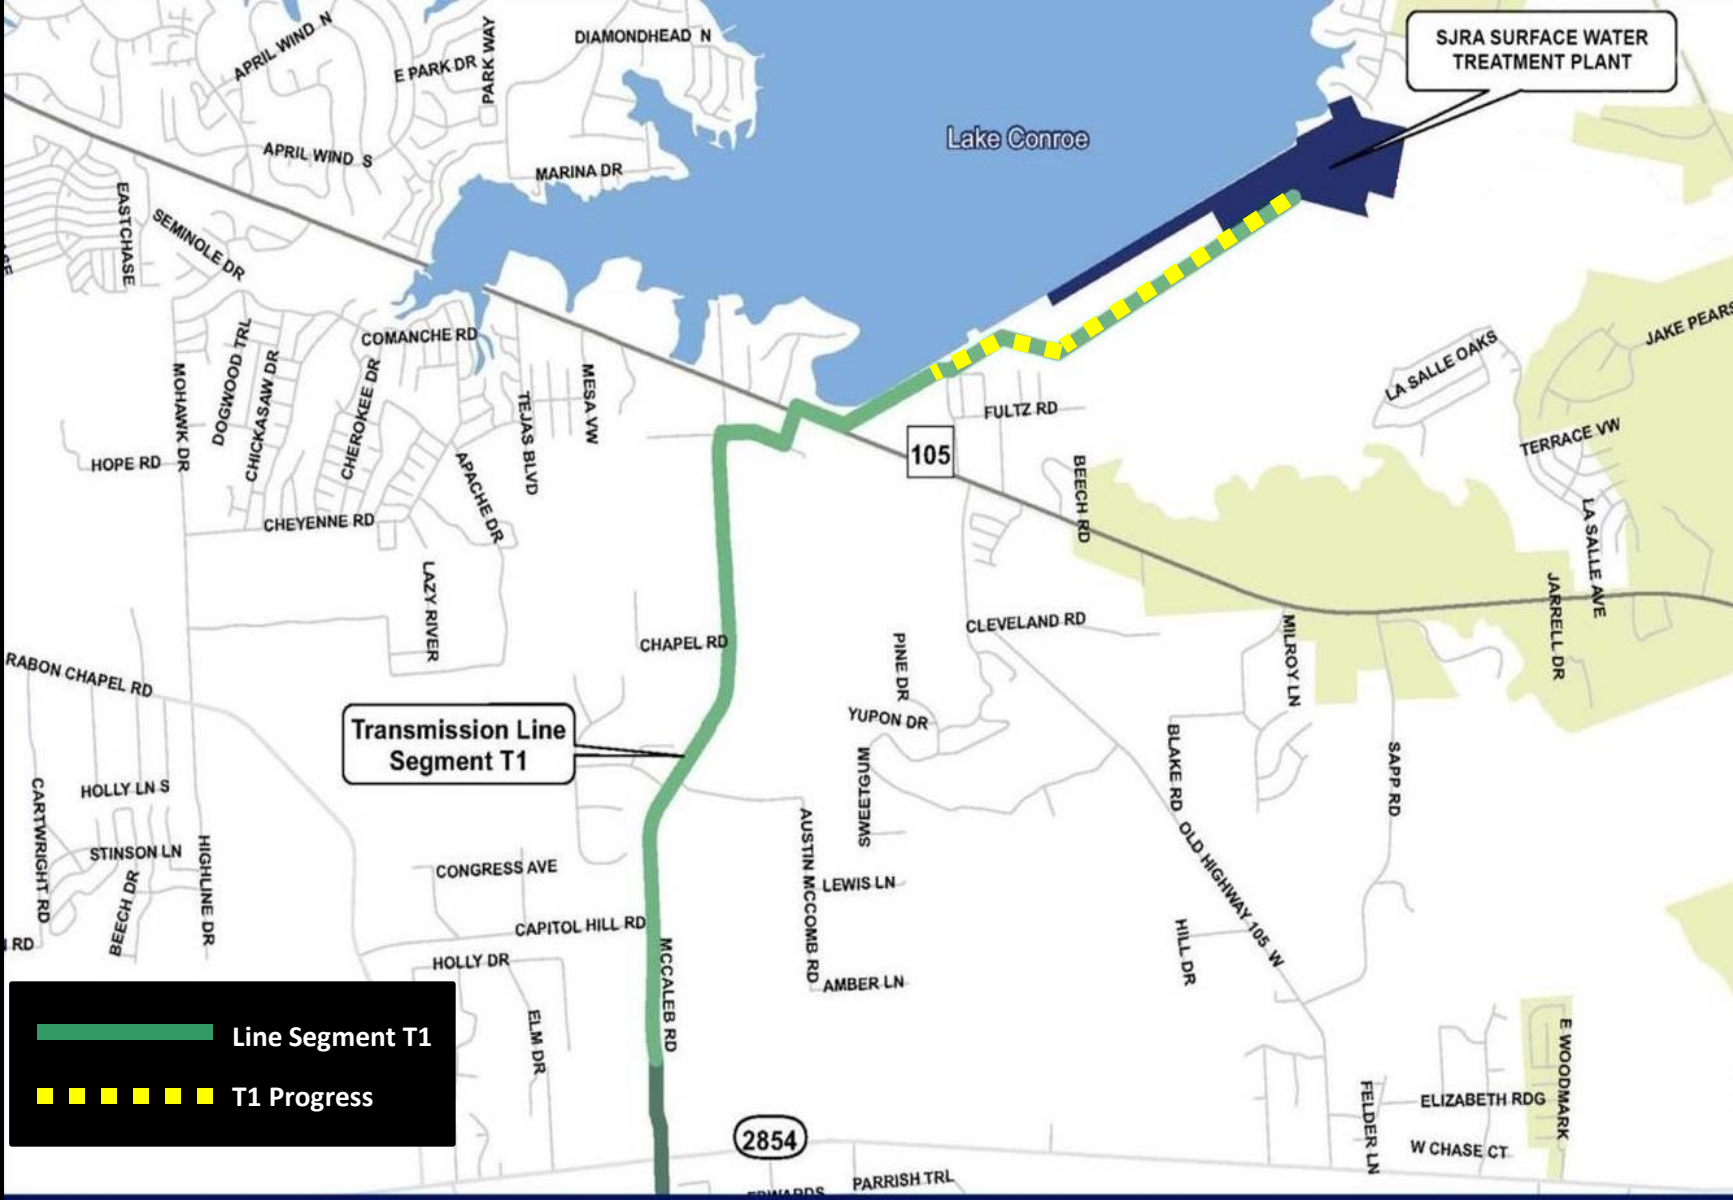 APRIL WIND N
E PARK DR
PARK WAY
DIAMONDHEAD N
SJRA SURFACE WATER
TREATMENT PLANT
Lake Conroe
APRIL WIND S
MARINA DR
EASTCHASE
SEMINOLE DR
COMANCHE RD
DOGWOOD TRL
CHICKASAW DR
CHEROKEE DR
MOHAWK DR
TEJAS BLVD
MESA VW
JAKE PEARS
LA SALLE OAKS
FULTZ RD
TERRACE VW
HOPE RD
APACHE DR
105
BEECH RD
CHEYENNE RD
LA SALLE AVE
LAZY RIVER
JARRELL DR
CHAPEL RD
CLEVELAND RD
PINE DR
MILROY LN
RABON CHAPEL RD
Transmission Line
Segment T1
YUPON DR
SWEETGUM
BLAKE RD
SAPP RD
HOLLY LN S
CARTWRIGHT RD
STINSON LN
BEECH DR
HIGHLINE DR
CONGRESS AVE
AUSTIN MCCOMB RD
LEWIS LN
OLD HIGHWAY 105 W
CAPITOL HILL RD
HILL DR
RD
HOLLY DR
MCCALEB RD
AMBER LN
ELM DR
Line Segment T1
T1 Progress
E WOODMARK
FELDER LN
ELIZABETH RDG
2854
W CHASE CT
PARRISH TRL
EDWARDS